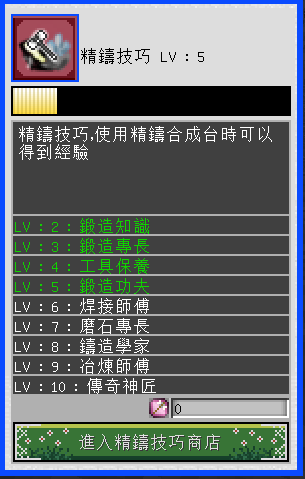 精鑄技巧 LV : 5
精鑄技巧,使用精鑄合成台時可以
得到經驗
LV : 2 : 鍛造知識
LV : 3 : 鍛造專長
LV : 4 : 工具保養
LV : 5 : 鍛造功夫
LV : 6 : 焊接師傅
LV : 7 : 磨石專長
LV : 8 : 鑄造學家
LV : 9 : 冶煉師傅
LV : 10 : 傳奇神匠
0
進入精鑄技巧商店